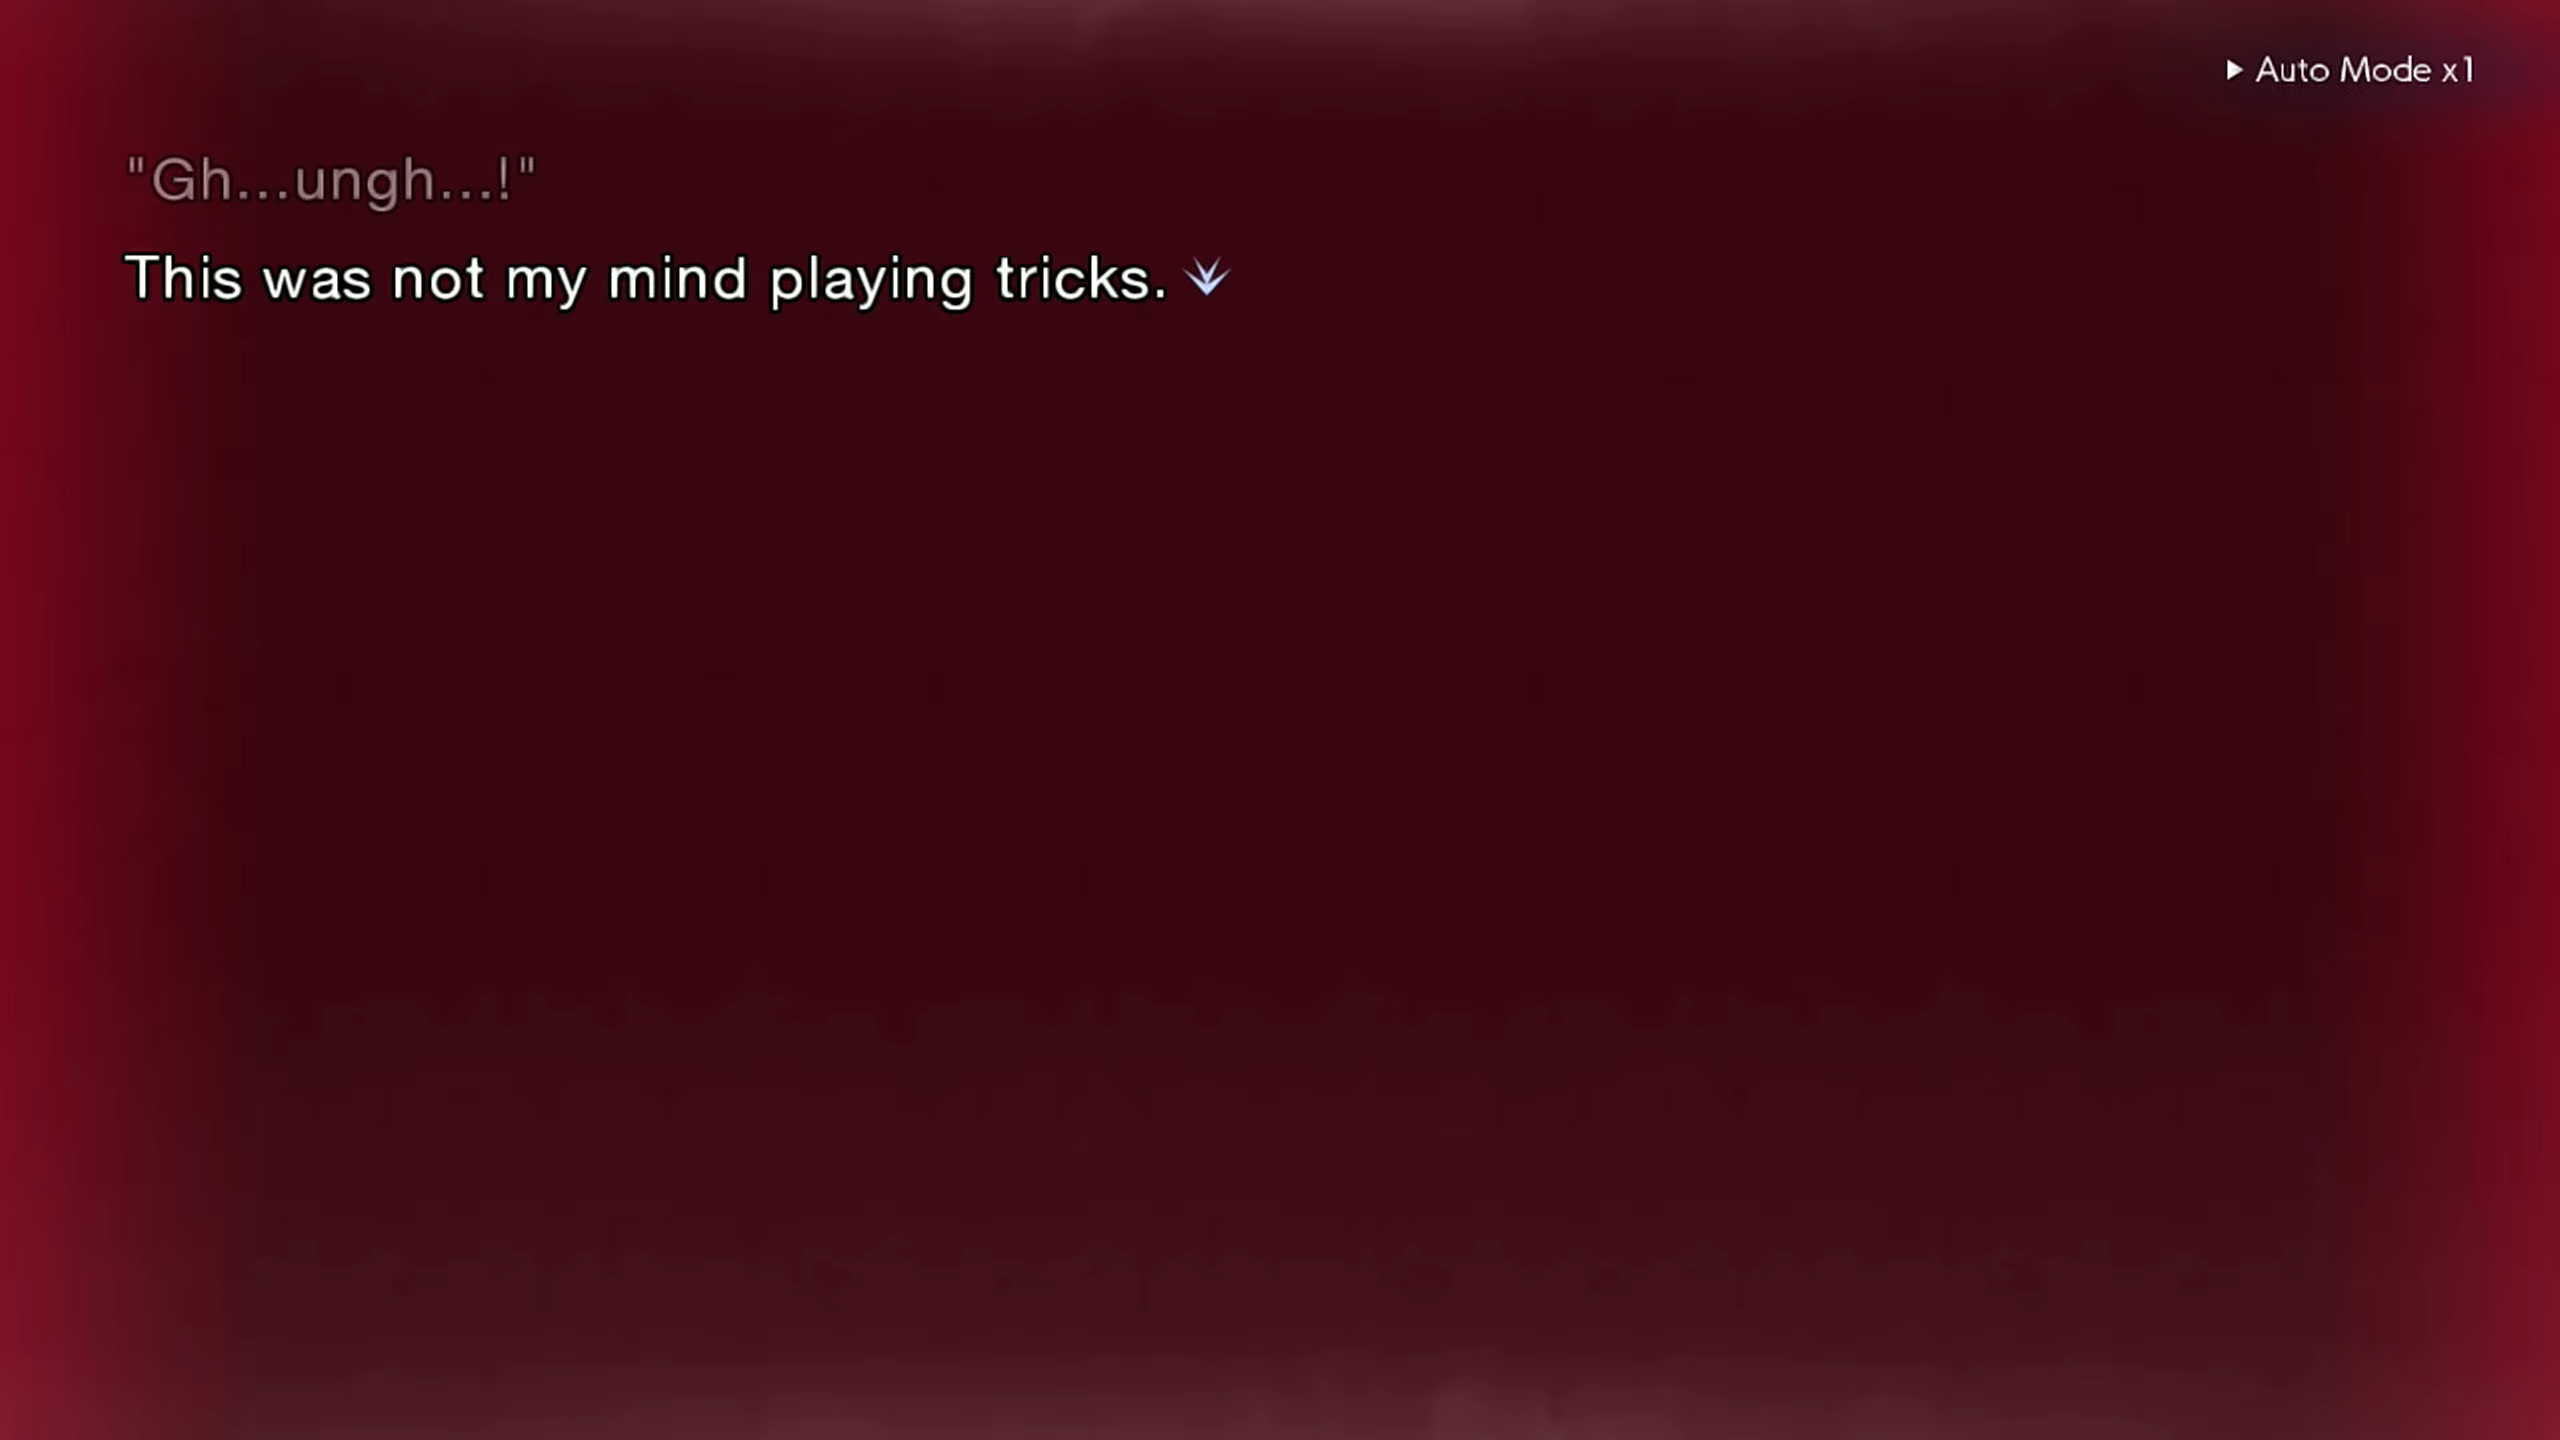 ▶ Auto Mode x1
"Gh...ungh...!"
This was not my mind playing tricks.